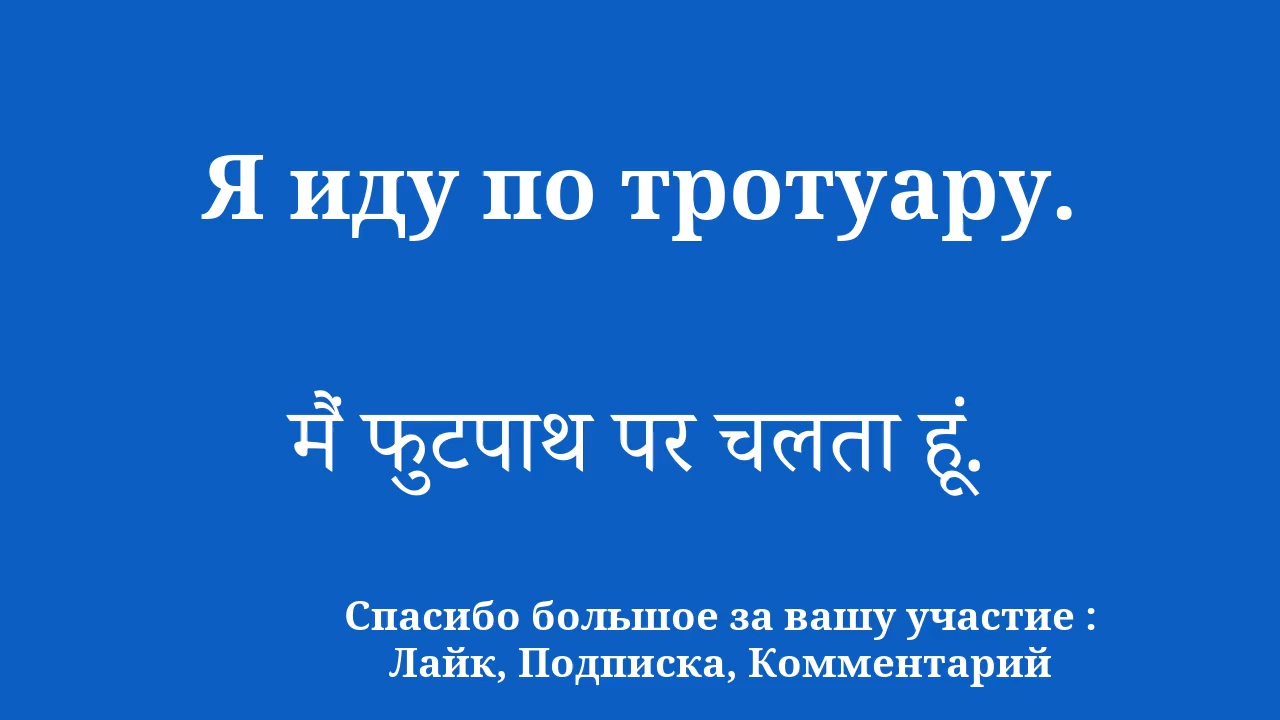 Я иду по тротуару.
मैं फुटपाथ पर चलता हूं.
Спасибо большое за вашу участие :
Лайк, Подписка, Комментарий